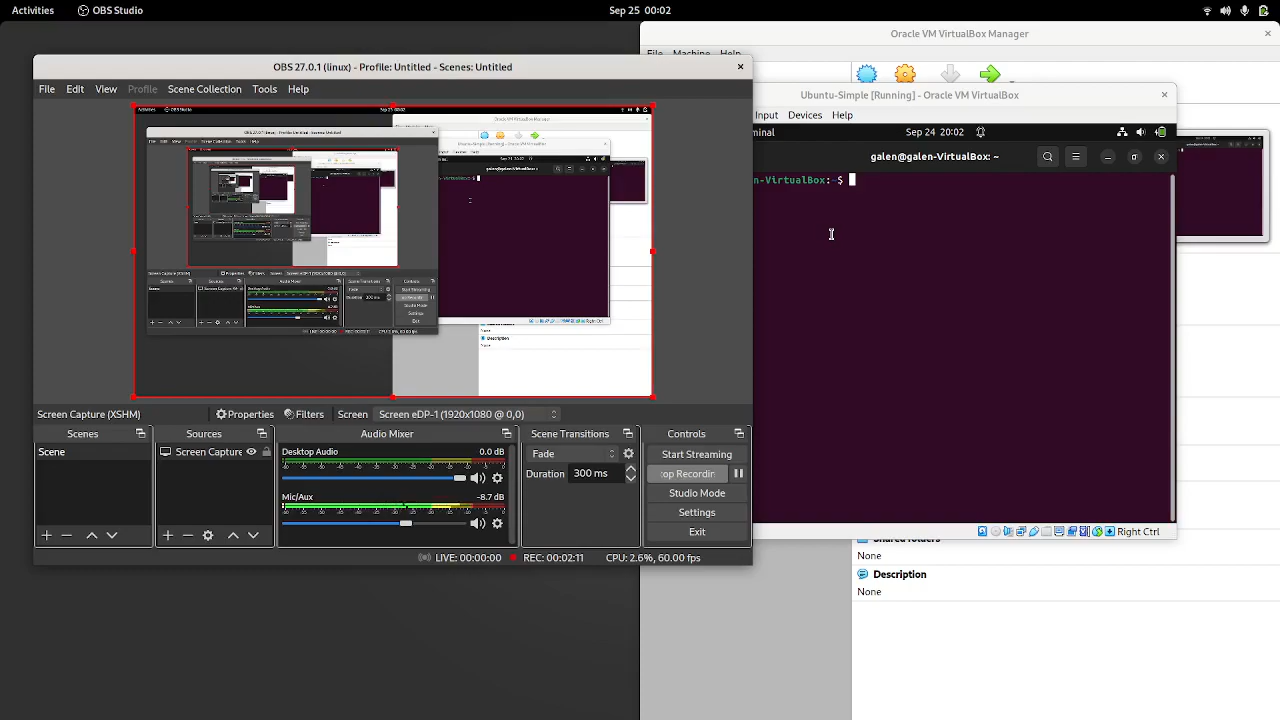 Activities OBS Studio Sep 25 00:02
Oracle VM VirtualBox Manager
File Machine Help
OBS 27.0.1 (linux) - Profile: Untitled - Scenes: Untitled
File Edit View Profile Scene Collection Tools Help
Ubuntu-Simple [Running] - Oracle VM VirtualBox
Input Devices Help
minal Sep 24 20:02
galen@galen-VirtualBox: ~
en-VirtualBox:~$
Screen Capture (XSHM) Properties Filters Screen Screen eDP-1 (1920x1080 @ 0,0)
Scenes Sources Audio Mixer Scene Transitions Controls
Scene
Screen Capture
Desktop Audio 0.0 dB
Mic/Aux -8.7 dB
Fade
Duration 300 ms
Start Streaming
op Recordin
Studio Mode
Settings
Exit
Right Ctrl
LIVE: 00:00:00 REC: 00:02:11 CPU: 2.6%, 60.00 fps
Shared folders
None
Description
None